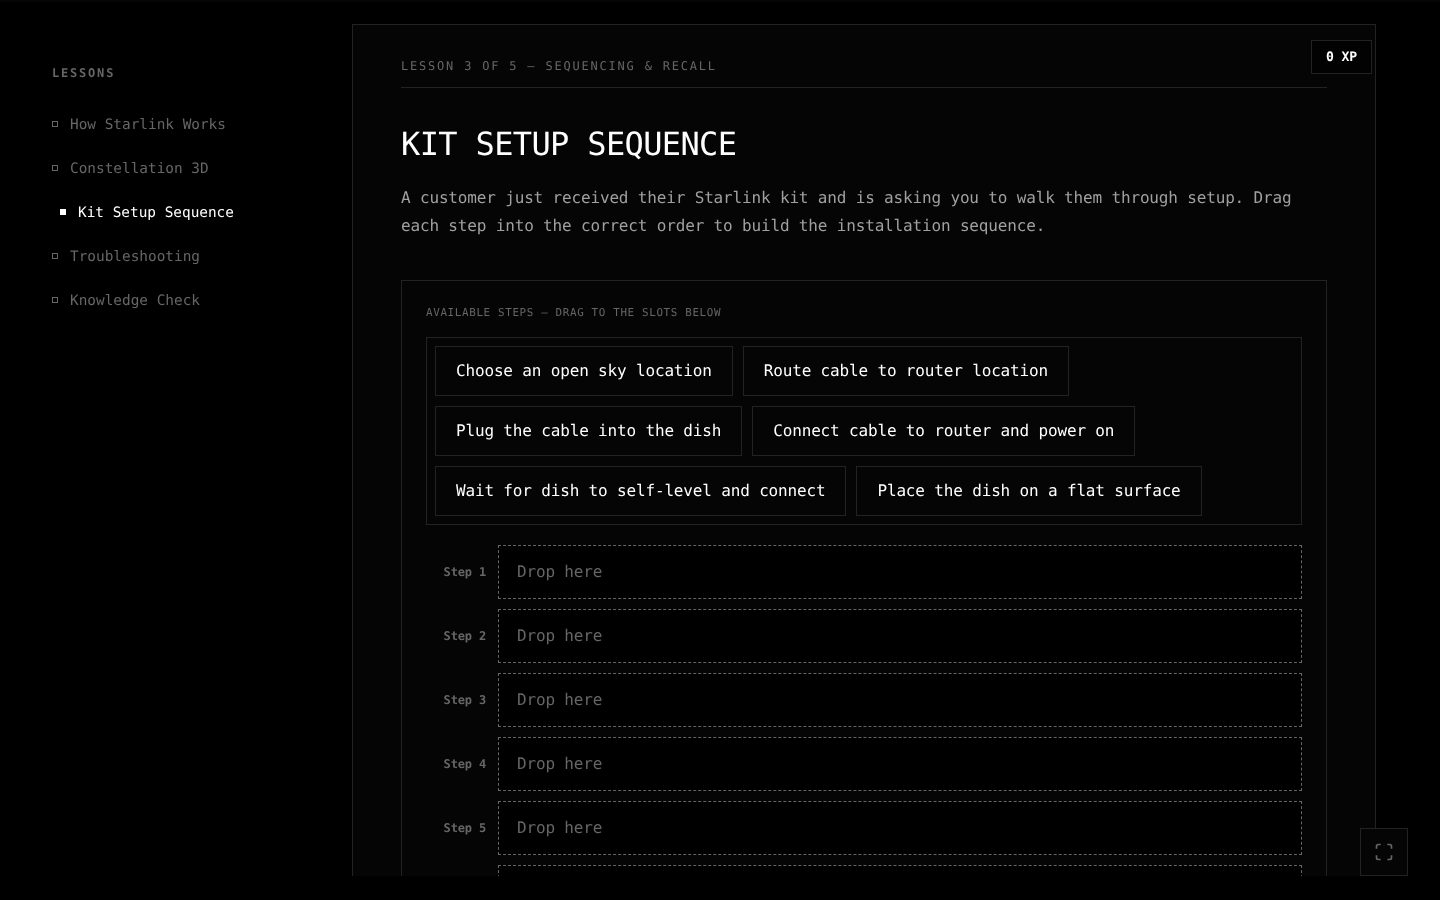 LESSONS
How Starlink Works
Constellation 3D
Kit Setup Sequence
Troubleshooting
Knowledge Check
LESSON 3 OF 5 — SEQUENCING & RECALL
0 XP
KIT SETUP SEQUENCE
A customer just received their Starlink kit and is asking you to walk them through setup. Drag
each step into the correct order to build the installation sequence.
AVAILABLE STEPS — DRAG TO THE SLOTS BELOW
Choose an open sky location
Route cable to router location
Plug the cable into the dish
Connect cable to router and power on
Wait for dish to self-level and connect
Place the dish on a flat surface
Step 1
Drop here
Step 2
Drop here
Step 3
Drop here
Step 4
Drop here
Step 5
Drop here